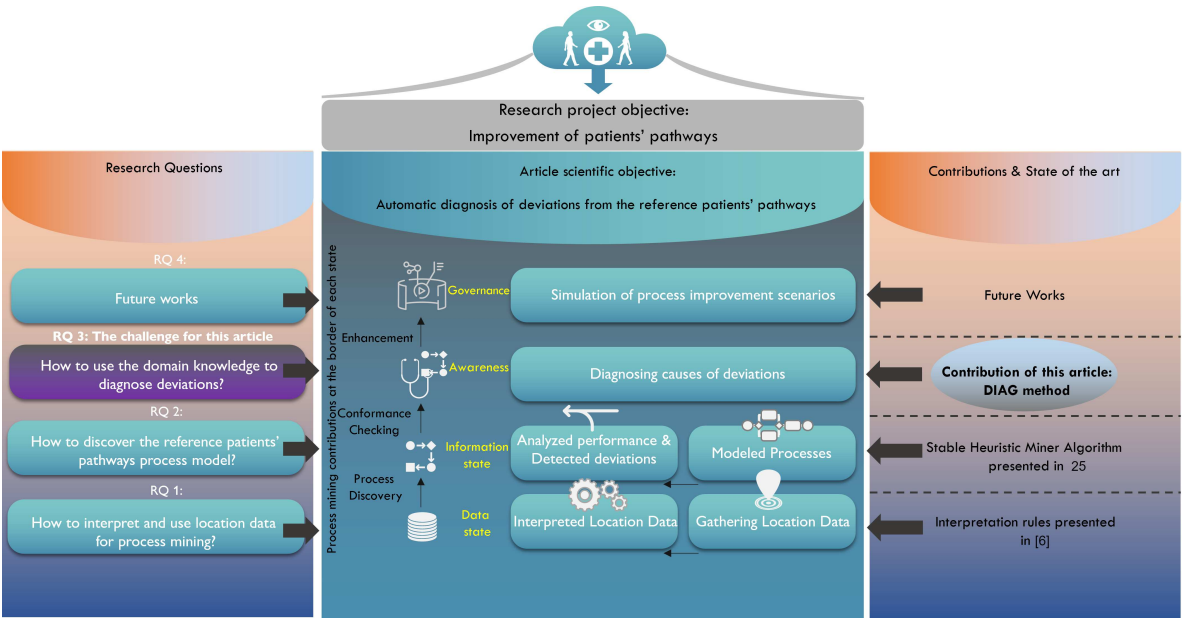 Research project objective:
Improvement of patients' pathways
Research Questions
Article scientific objective:
Automatic diagnosis of deviations from the reference patients' pathways
Contributions & State of the art
RQ 4:
Future works
RQ 3: The challenge for this article
How to use the domain knowledge to
diagnose deviations?
RQ 2:
How to discover the reference patients'
pathways process model?
RQ 1:
How to interpret and use location data
for process mining?
Process mining contributions at the border of each state
Governance
Simulation of process improvement scenarios
Enhancement
Awareness
Diagnosing causes of deviations
Conformance
Checking
Information
state
Analyzed performance &
Detected deviations
Modeled Processes
Process
Discovery
Data
state
Interpreted Location Data
Gathering Location Data
Future Works
Contribution of this article:
DIAG method
Stable Heuristic Miner Algorithm
presented in 25
Interpretation rules presented
in [6]